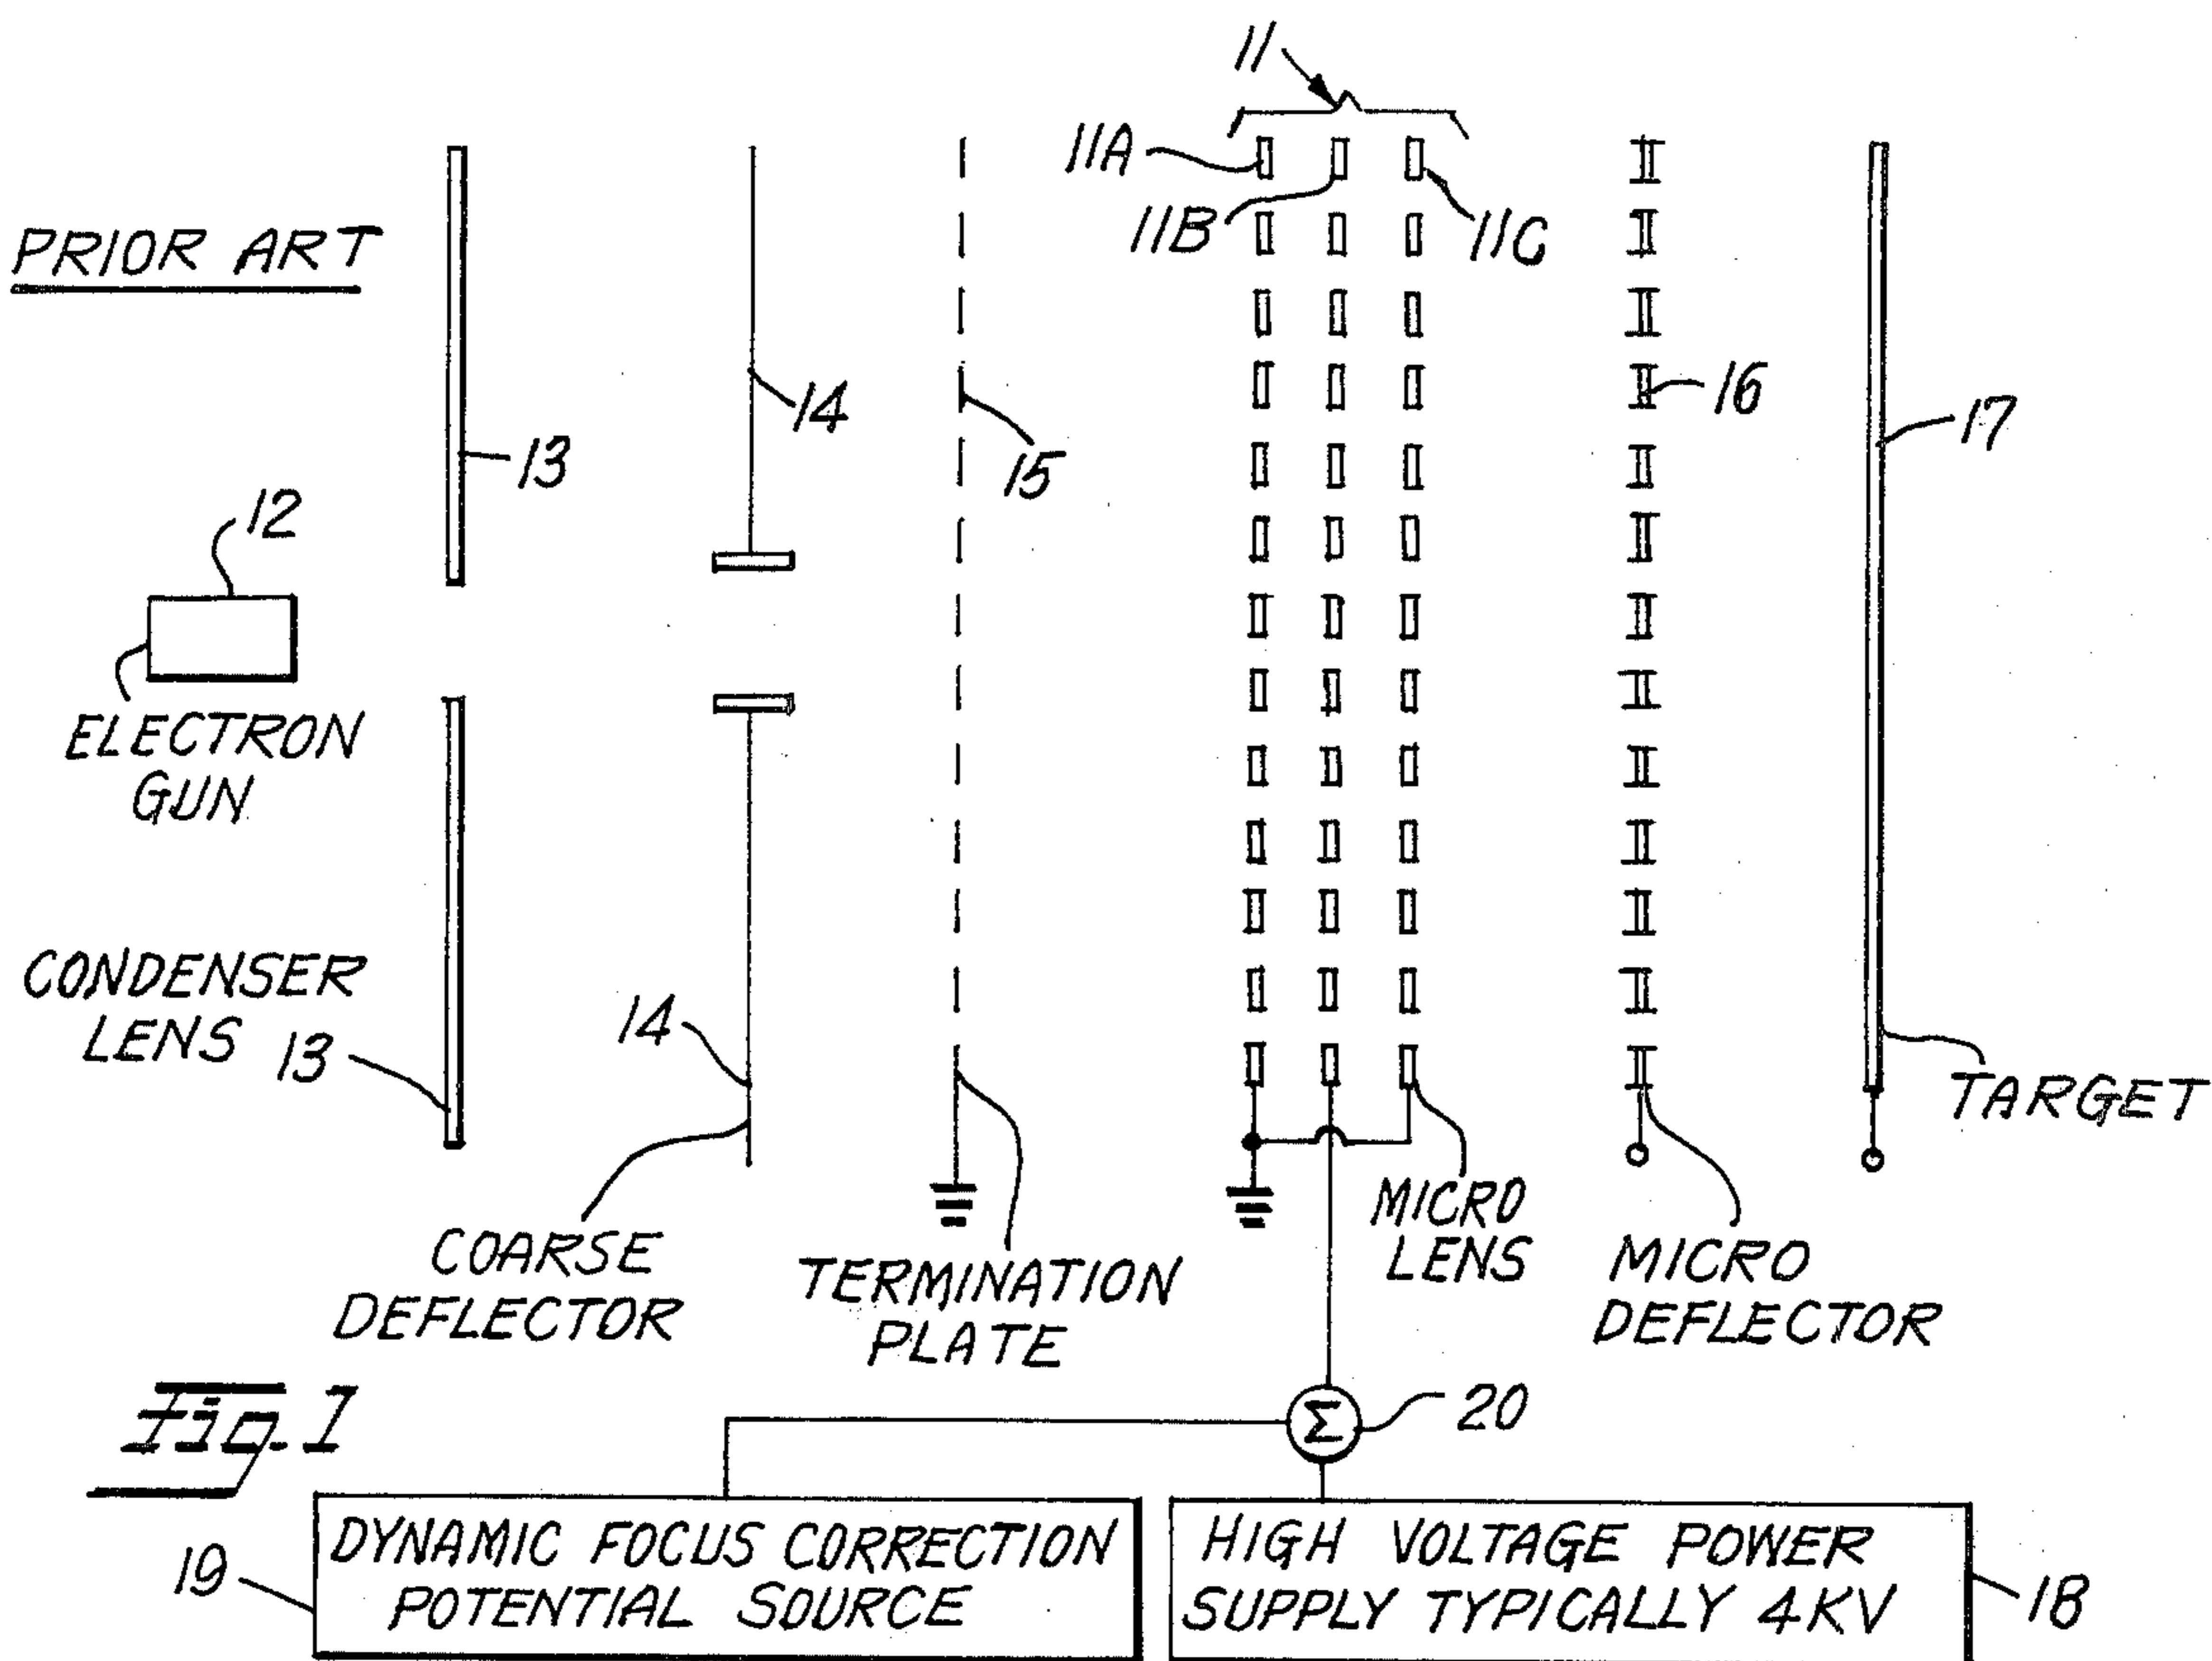 11
11A
11B
11C
PRIOR ART
13
14
15
16
17
12
ELECTRON
GUN
CONDENSER
LENS 13
14
COARSE
DEFLECTOR
TERMINATION
PLATE
MICRO
LENS
MICRO
DEFLECTOR
TARGET
Fig. 1
Σ
20
19
DYNAMIC FOCUS CORRECTION
POTENTIAL SOURCE
HIGH VOLTAGE POWER
SUPPLY TYPICALLY 4KV
18